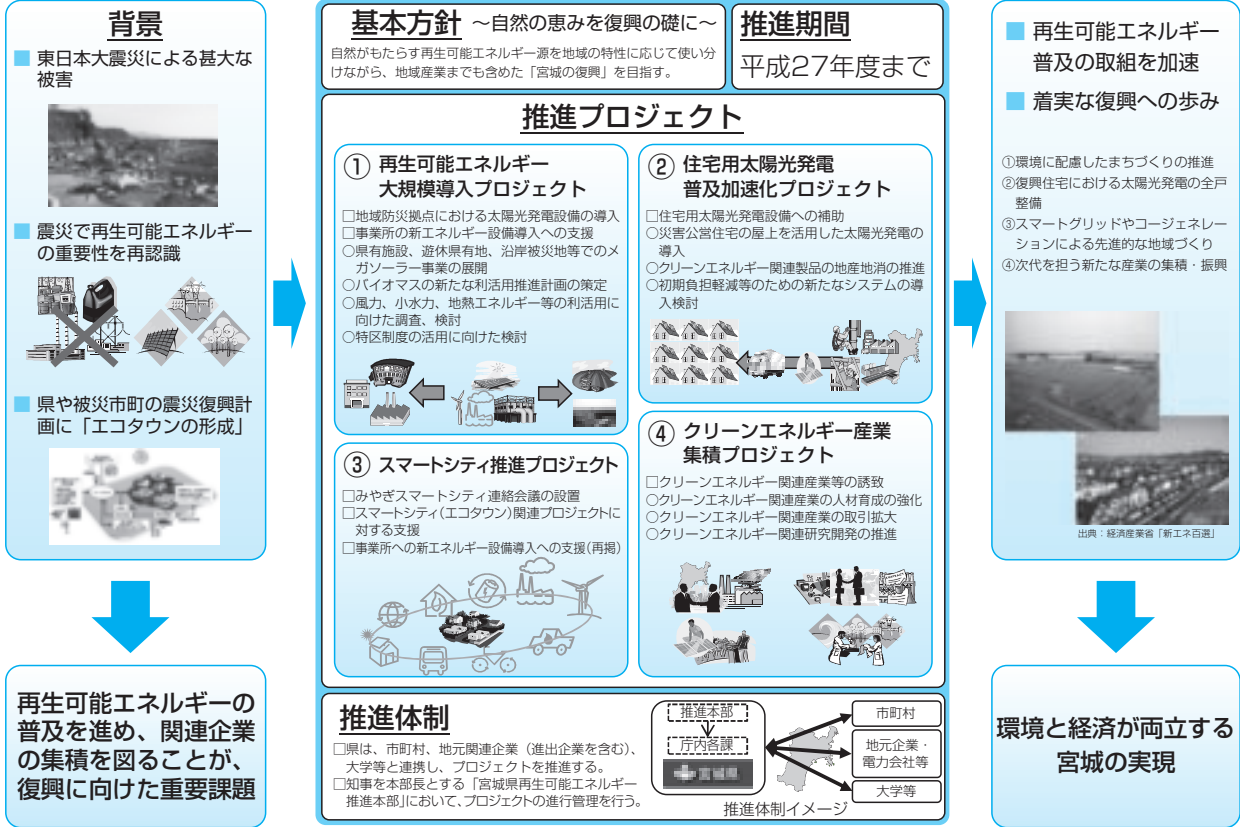 背景
■ 東日本大震災による甚大な
被害
■ 震災で再生可能エネルギー
の重要性を再認識
■ 県や被災市町の震災復興計
画に「エコタウンの形成」
再生可能エネルギーの
普及を進め、関連企業
の集積を図ることが、
復興に向けた重要課題
基本方針 ～自然の恵みを復興の礎に～
自然がもたらす再生可能エネルギー源を地域の特性に応じて使い分
けながら、地域産業までも含めた「宮城の復興」を目指す。
推進期間
平成27年度まで
推進プロジェクト
① 再生可能エネルギー
大規模導入プロジェクト
□地域防災拠点における太陽光発電設備の導入
□事業所の新エネルギー設備導入への支援
○県有施設、遊休県有地、沿岸被災地等でのメ
ガソーラー事業の展開
○バイオマスの新たな利活用推進計画の策定
○風力、小水力、地熱エネルギー等の利活用に
向けた調査、検討
○特区制度の活用に向けた検討
② 住宅用太陽光発電
普及加速化プロジェクト
□住宅用太陽光発電設備への補助
○災害公営住宅の屋上を活用した太陽光発電の
導入
○クリーンエネルギー関連製品の地産地消の推進
○初期負担軽減等のための新たなシステムの導
入検討
③ スマートシティ推進プロジェクト
□みやぎスマートシティ連絡会議の設置
□スマートシティ(エコタウン)関連プロジェクトに
対する支援
□事業所への新エネルギー設備導入への支援(再掲)
④ クリーンエネルギー産業
集積プロジェクト
□クリーンエネルギー関連産業等の誘致
○クリーンエネルギー関連産業の人材育成の強化
○クリーンエネルギー関連産業の取引拡大
○クリーンエネルギー関連研究開発の推進
推進体制
□県は、市町村、地元関連企業（進出企業を含む）、
大学等と連携し、プロジェクトを推進する。
□知事を本部長とする「宮城県再生可能エネルギー
推進本部」において、プロジェクトの進行管理を行う。
推進本部
庁内各課
宮城県
市町村
地元企業・
電力会社等
大学等
推進体制イメージ
■ 再生可能エネルギー
普及の取組を加速
■ 着実な復興への歩み
①環境に配慮したまちづくりの推進
②復興住宅における太陽光発電の全戸
整備
③スマートグリッドやコージェネレー
ションによる先進的な地域づくり
④次代を担う新たな産業の集積・振興
出典：経済産業省「新エネ百選」
環境と経済が両立する
宮城の実現